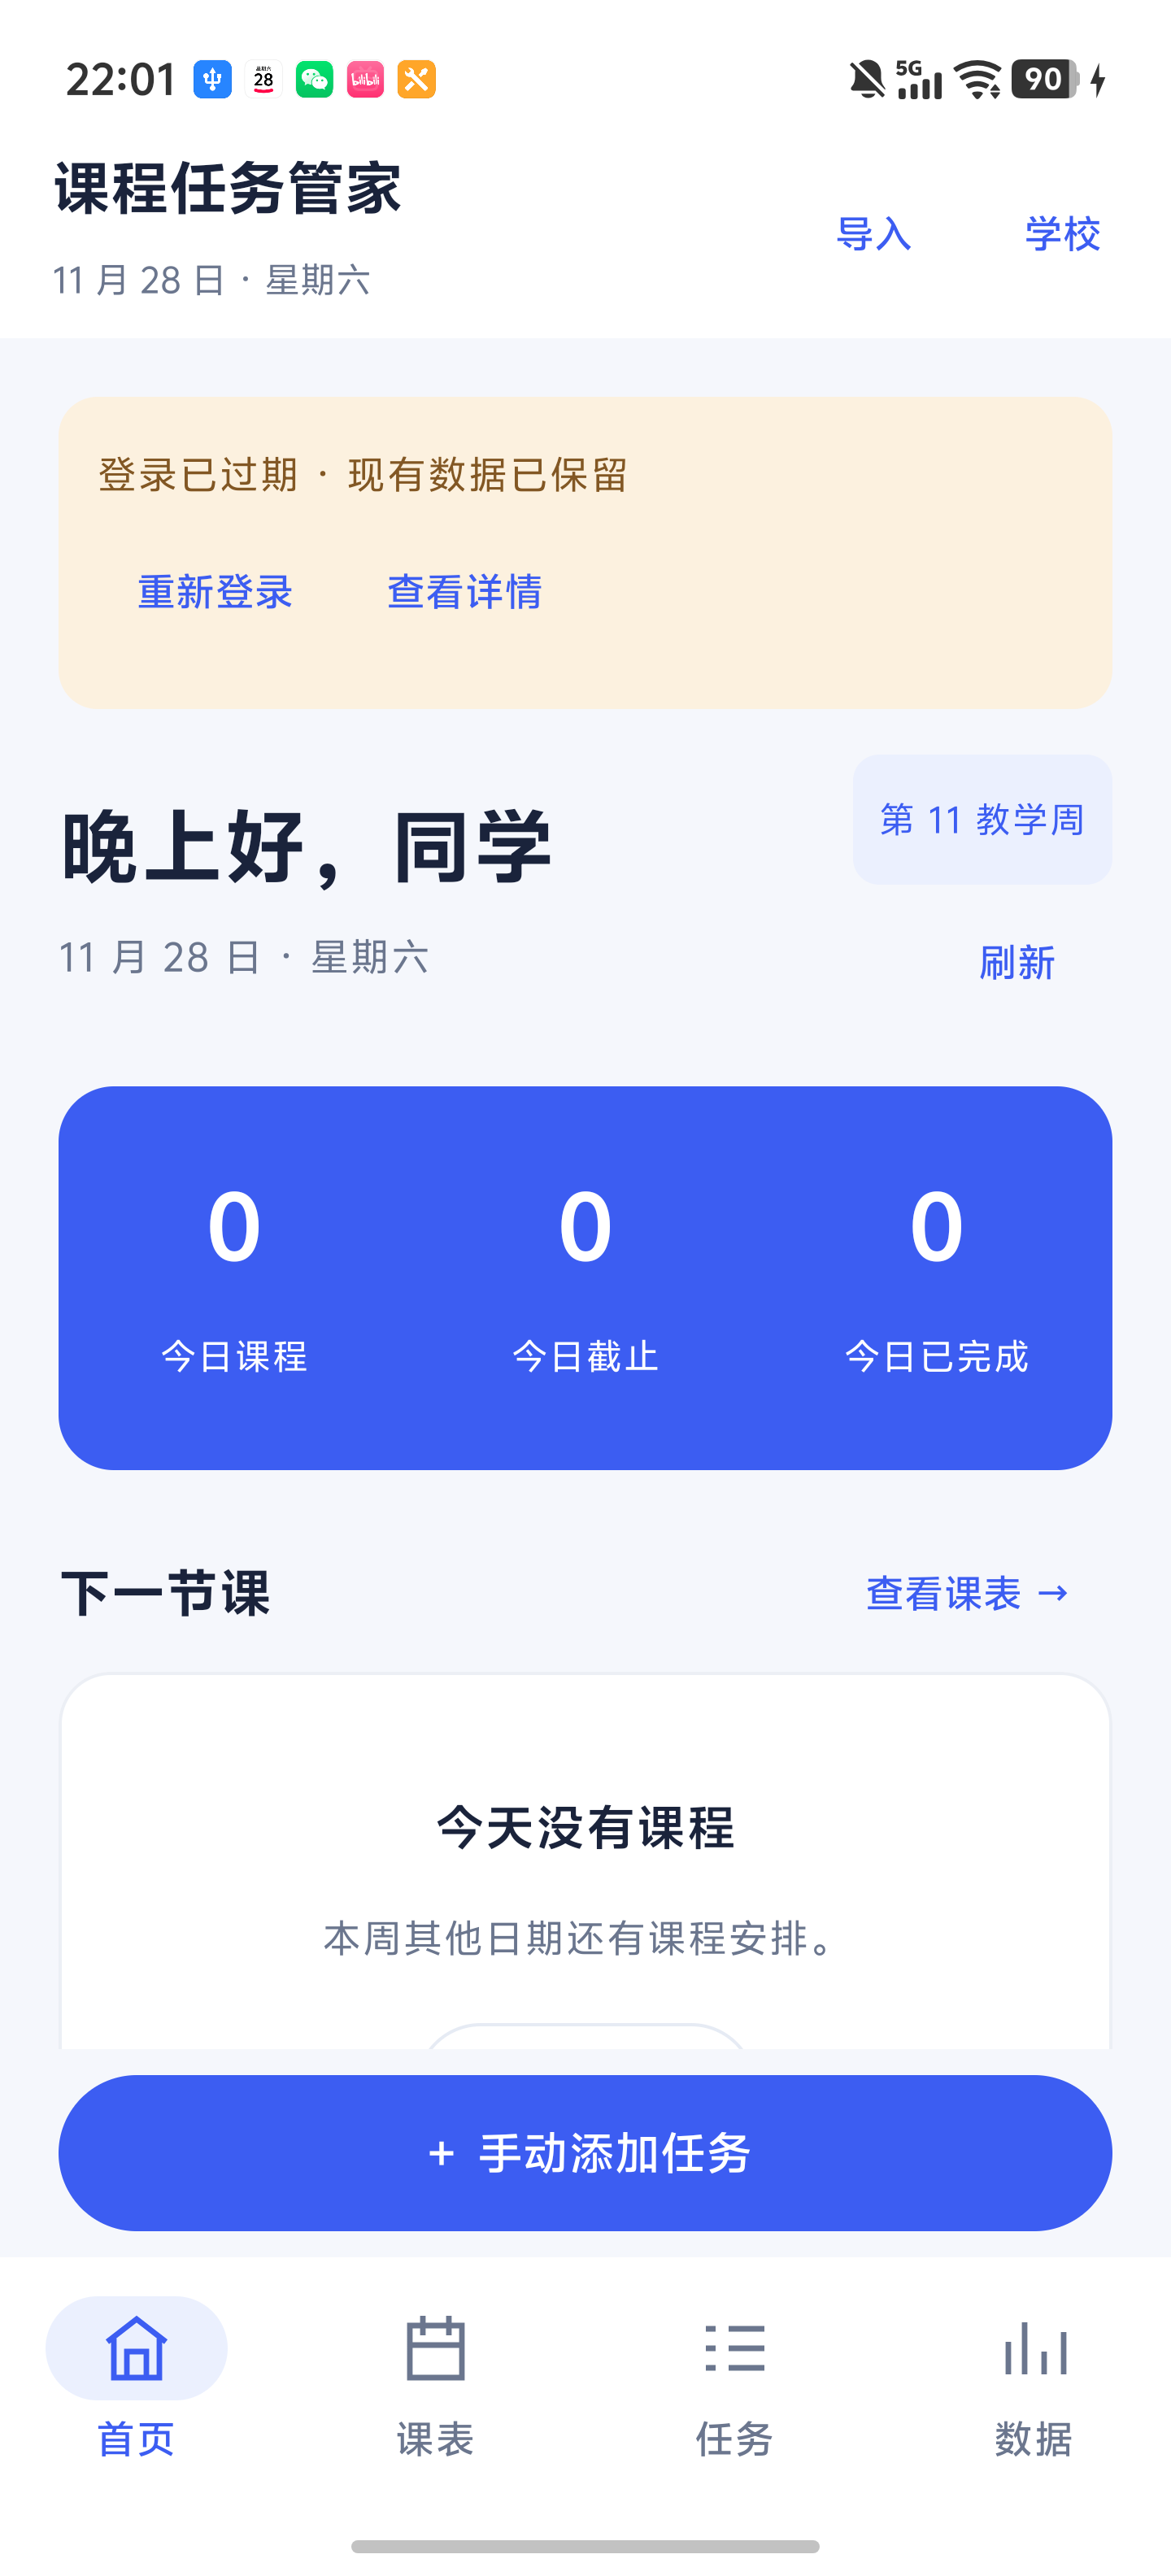 22:01
星期六
28
bilibili
5G
90
课程任务管家
11 月 28 日 · 星期六
导入
学校
登录已过期 · 现有数据已保留
重新登录
查看详情
晚上好，同学
第 11 教学周
11 月 28 日 · 星期六
刷新
0
0
0
今日课程
今日截止
今日已完成
下一节课
查看课表 →
今天没有课程
本周其他日期还有课程安排。
+ 手动添加任务
首页
课表
任务
数据